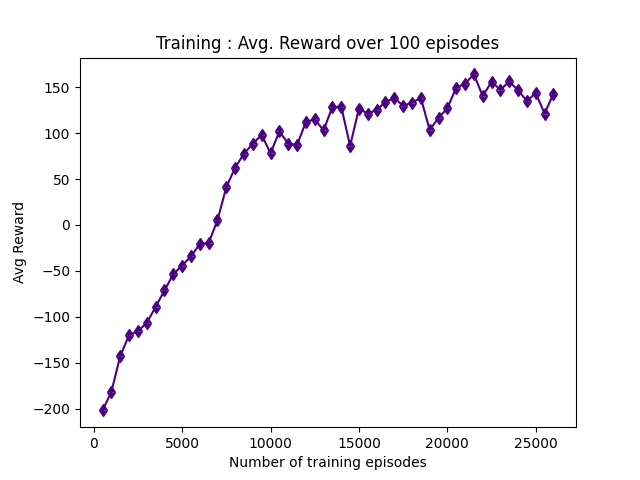 Training : Avg. Reward over 100 episodes
Avg Reward
150
100
50
0
−50
−100
−150
−200
0 5000 10000 15000 20000 25000
Number of training episodes